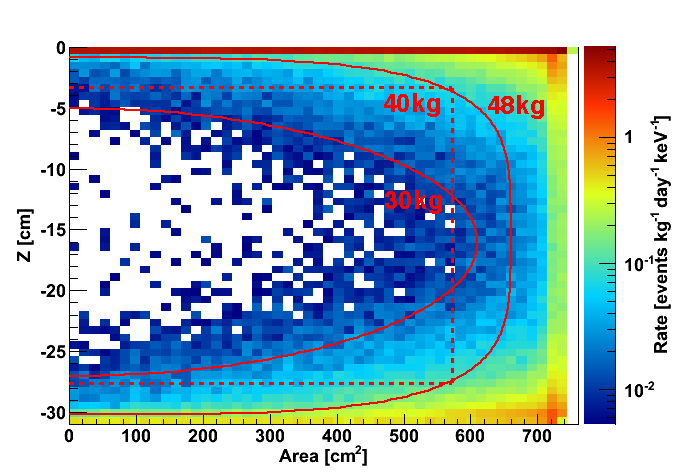 0
-5
-10
-15
-20
-25
-30
Z [cm]
40kg
48kg
30kg
0 100 200 300 400 500 600 700
Area [cm²]
1
10⁻¹
10⁻²
Rate [events kg⁻¹ day⁻¹ keV⁻¹]